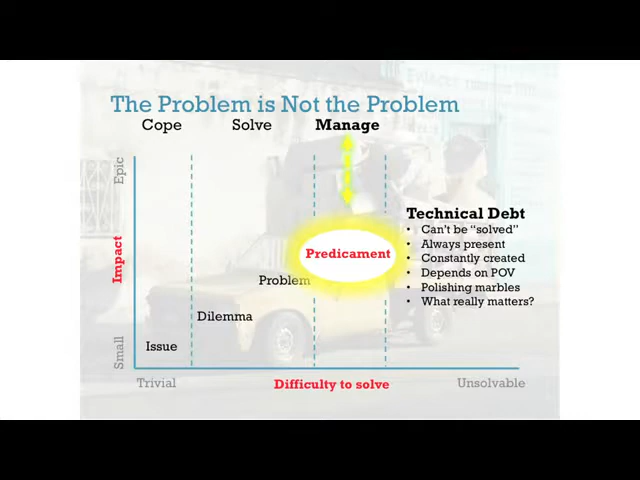 The Problem is Not the Problem
Cope Solve Manage
Epic
Impact
Small
Technical Debt
• Can't be “solved”
• Always present
• Constantly created
• Depends on POV
• Polishing marbles
• What really matters?
Predicament
Problem
Dilemma
Issue
Trivial Difficulty to solve Unsolvable